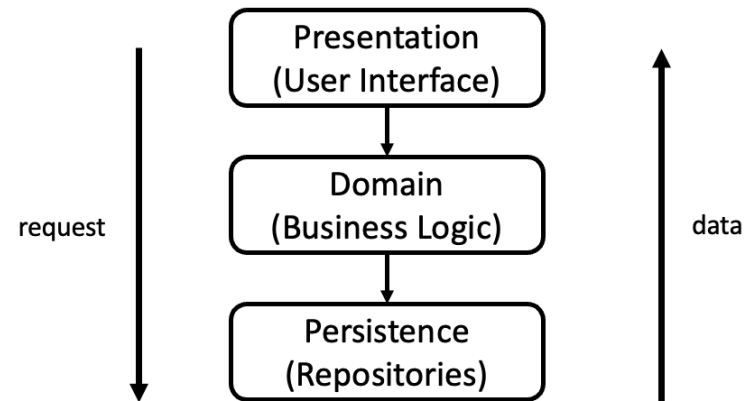 Presentation
(User Interface)
Domain
(Business Logic)
request
data
Persistence
(Repositories)